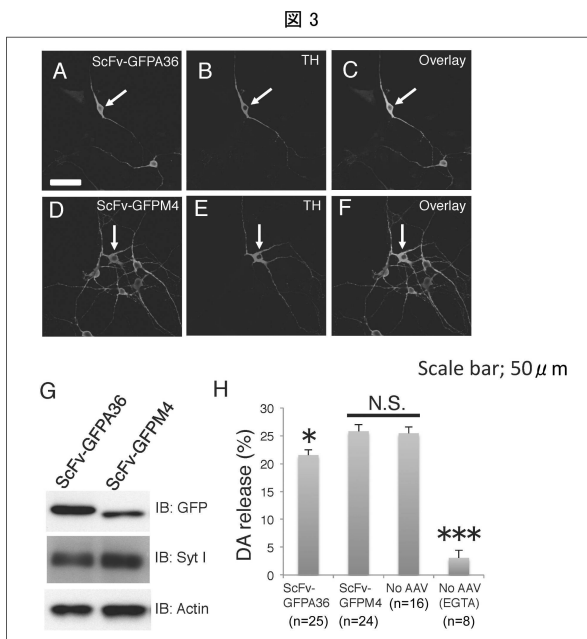 図 3
A ScFv-GFPA36
B TH
C Overlay
D ScFv-GFPM4
E TH
F Overlay
Scale bar; 50μm
G
ScFv-GFPA36
ScFv-GFPM4
IB: GFP
IB: Syt I
IB: Actin
H
N.S.
*
***
DA release (%)
30
25
20
15
10
5
0
ScFv-GFPA36 (n=25)
ScFv-GFPM4 (n=24)
No AAV (n=16)
No AAV (EGTA) (n=8)